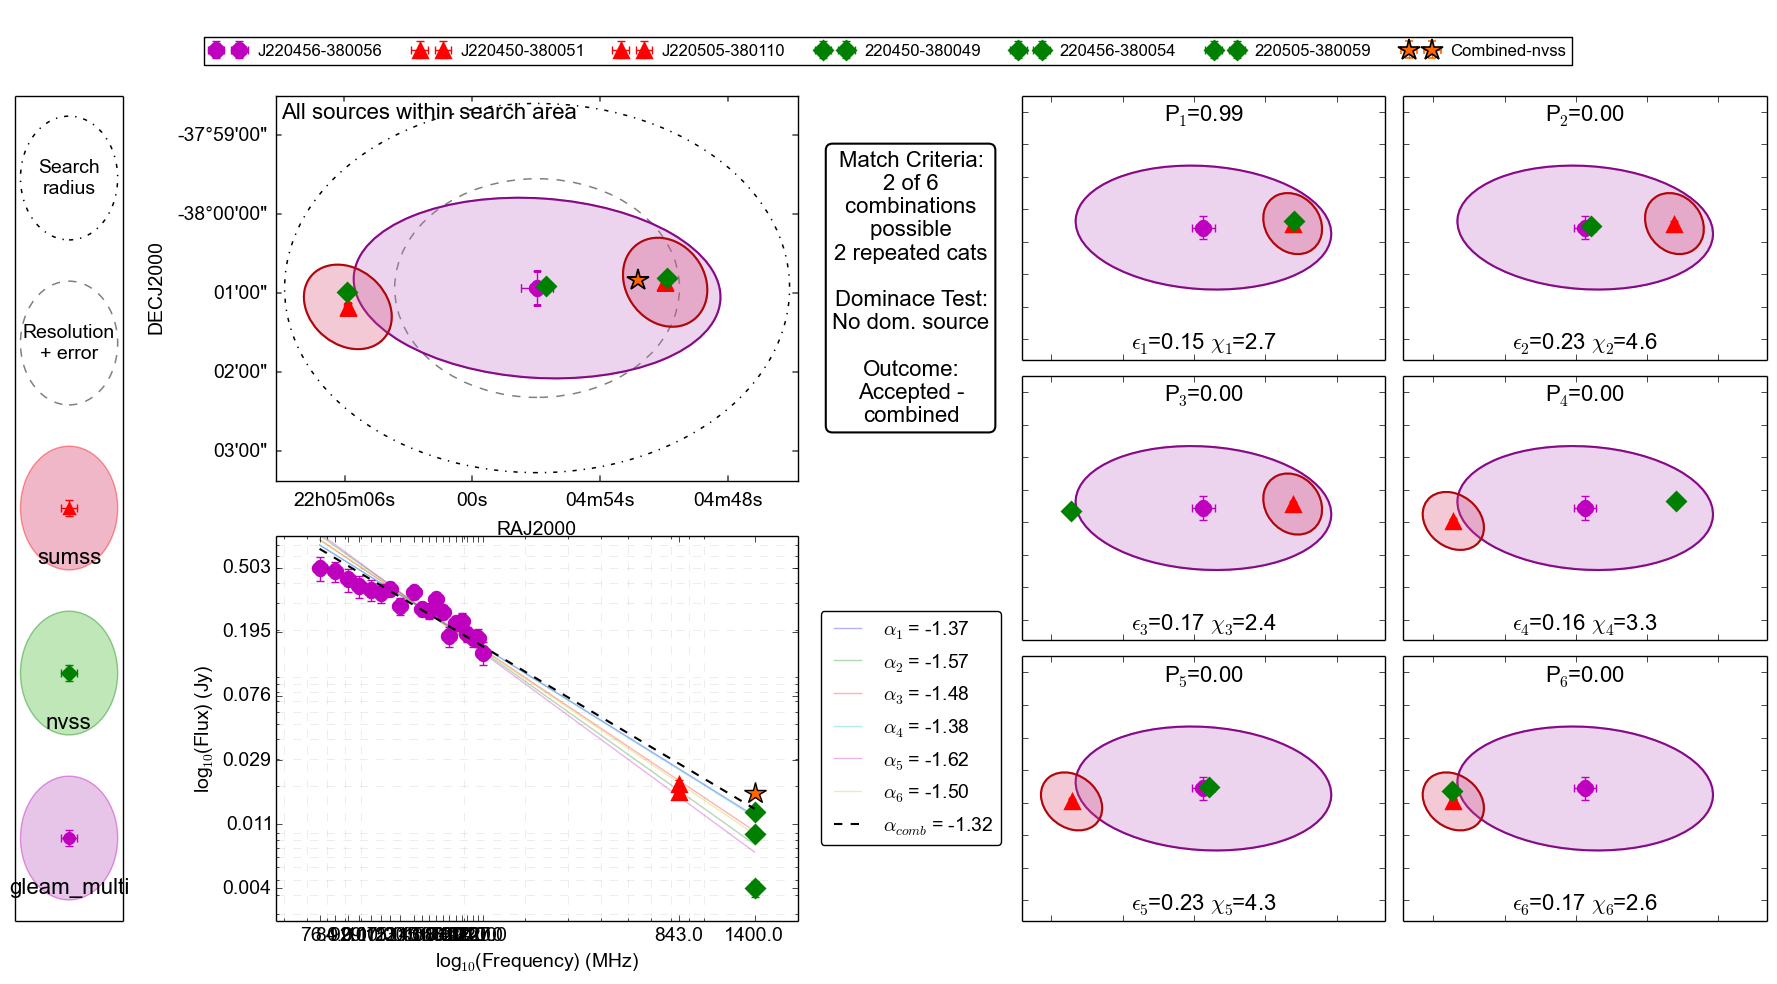 J220456-380056 J220450-380051 J220505-380110 220450-380049 220456-380054 220505-380059 Combined-nvss
Search
radius
Resolution
+ error
sumss
nvss
gleam_multi
All sources within search area
-37°59'00"
-38°00'00"
01'00"
02'00"
03'00"
DECJ2000
22h05m06s 00s 04m54s 04m48s
RAJ2000
0.503
0.195
0.076
0.029
0.011
0.004
log10(Flux) (Jy)
843.0 1400.0
log10(Frequency) (MHz)
Match Criteria:
2 of 6
combinations
possible
2 repeated cats
Dominace Test:
No dom. source
Outcome:
Accepted -
combined
α1 = -1.37
α2 = -1.57
α3 = -1.48
α4 = -1.38
α5 = -1.62
α6 = -1.50
αcomb = -1.32
P1=0.99
ϵ1=0.15 χ1=2.7
P2=0.00
ϵ2=0.23 χ2=4.6
P3=0.00
ϵ3=0.17 χ3=2.4
P4=0.00
ϵ4=0.16 χ4=3.3
P5=0.00
ϵ5=0.23 χ5=4.3
P6=0.00
ϵ6=0.17 χ6=2.6